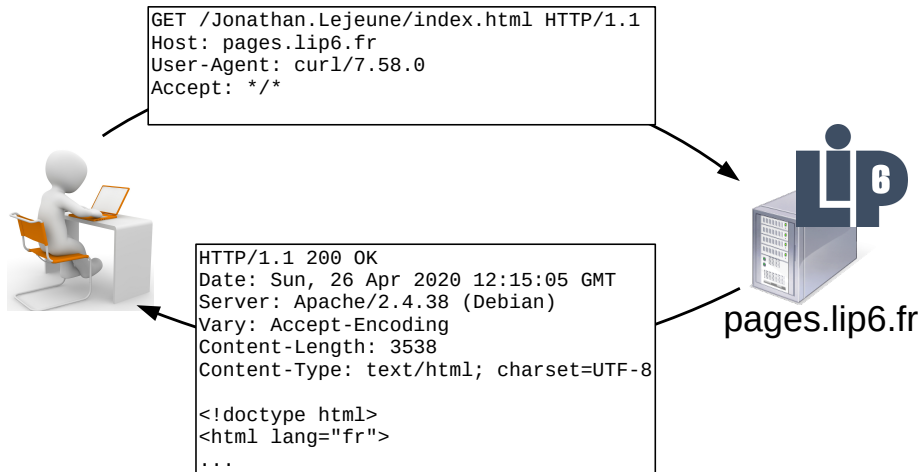 GET /Jonathan.Lejeune/index.html HTTP/1.1
Host: pages.lip6.fr
User-Agent: curl/7.58.0
Accept: */*
LiP
6
pages.lip6.fr
HTTP/1.1 200 OK
Date: Sun, 26 Apr 2020 12:15:05 GMT
Server: Apache/2.4.38 (Debian)
Vary: Accept-Encoding
Content-Length: 3538
Content-Type: text/html; charset=UTF-8
<!doctype html>
<html lang="fr">
...